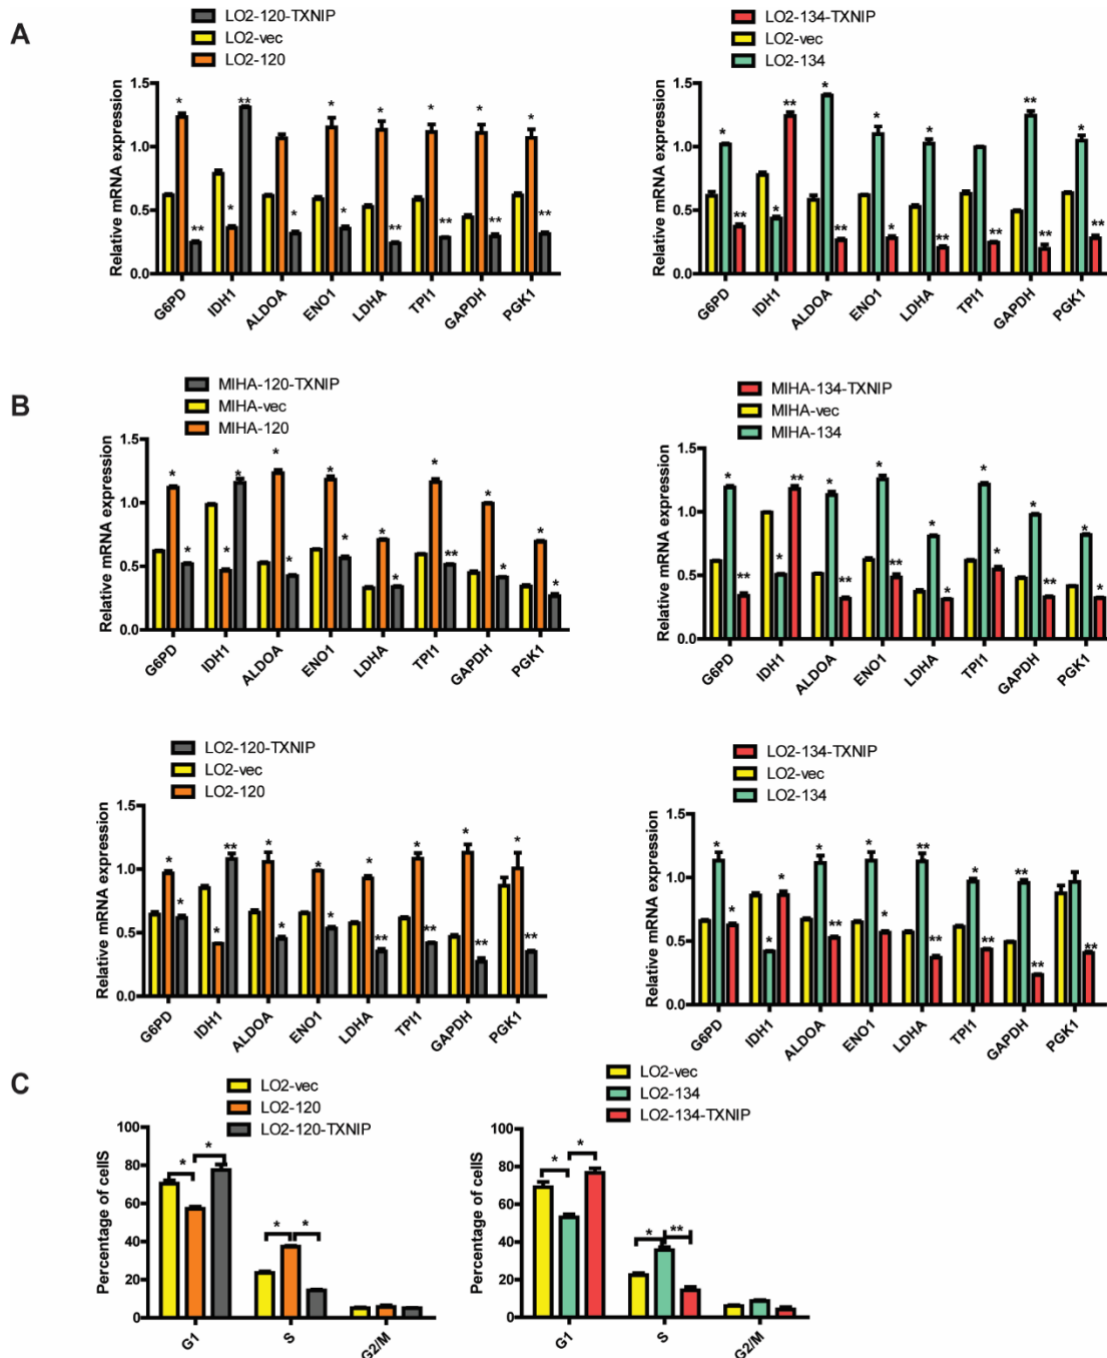 A
LO2-120-TXNIP
LO2-vec
LO2-120
Relative mRNA expression
1.5
1.0
0.5
0.0
* ** * * * * * *
* * * ** ** ** **
**
G6PD IDH1 ALDOA ENO1 LDHA TPI1 GAPDH PGK1
LO2-134-TXNIP
LO2-vec
LO2-134
Relative mRNA expression
1.5
1.0
0.5
0.0
G6PD IDH1 ALDOA ENO1 LDHA TPI1 GAPDH PGK1
B
MIHA-120-TXNIP
MIHA-vec
MIHA-120
Relative mRNA expression
1.5
1.0
0.5
0.0
G6PD IDH1 ALDOA ENO1 LDHA TPI1 GAPDH PGK1
MIHA-134-TXNIP
MIHA-vec
MIHA-134
Relative mRNA expression
1.5
1.0
0.5
0.0
G6PD IDH1 ALDOA ENO1 LDHA TPI1 GAPDH PGK1
LO2-120-TXNIP
LO2-vec
LO2-120
Relative mRNA expression
1.5
1.0
0.5
0.0
G6PD IDH1 ALDOA ENO1 LDHA TPI1 GAPDH PGK1
LO2-134-TXNIP
LO2-vec
LO2-134
Relative mRNA expression
1.5
1.0
0.5
0.0
G6PD IDH1 ALDOA ENO1 LDHA TPI1 GAPDH PGK1
C
LO2-vec
LO2-120
LO2-120-TXNIP
Percentage of cellS
100
80
60
40
20
0
G1 S G2/M
LO2-vec
LO2-134
LO2-134-TXNIP
Percentage of cellS
100
80
60
40
20
0
G1 S G2/M